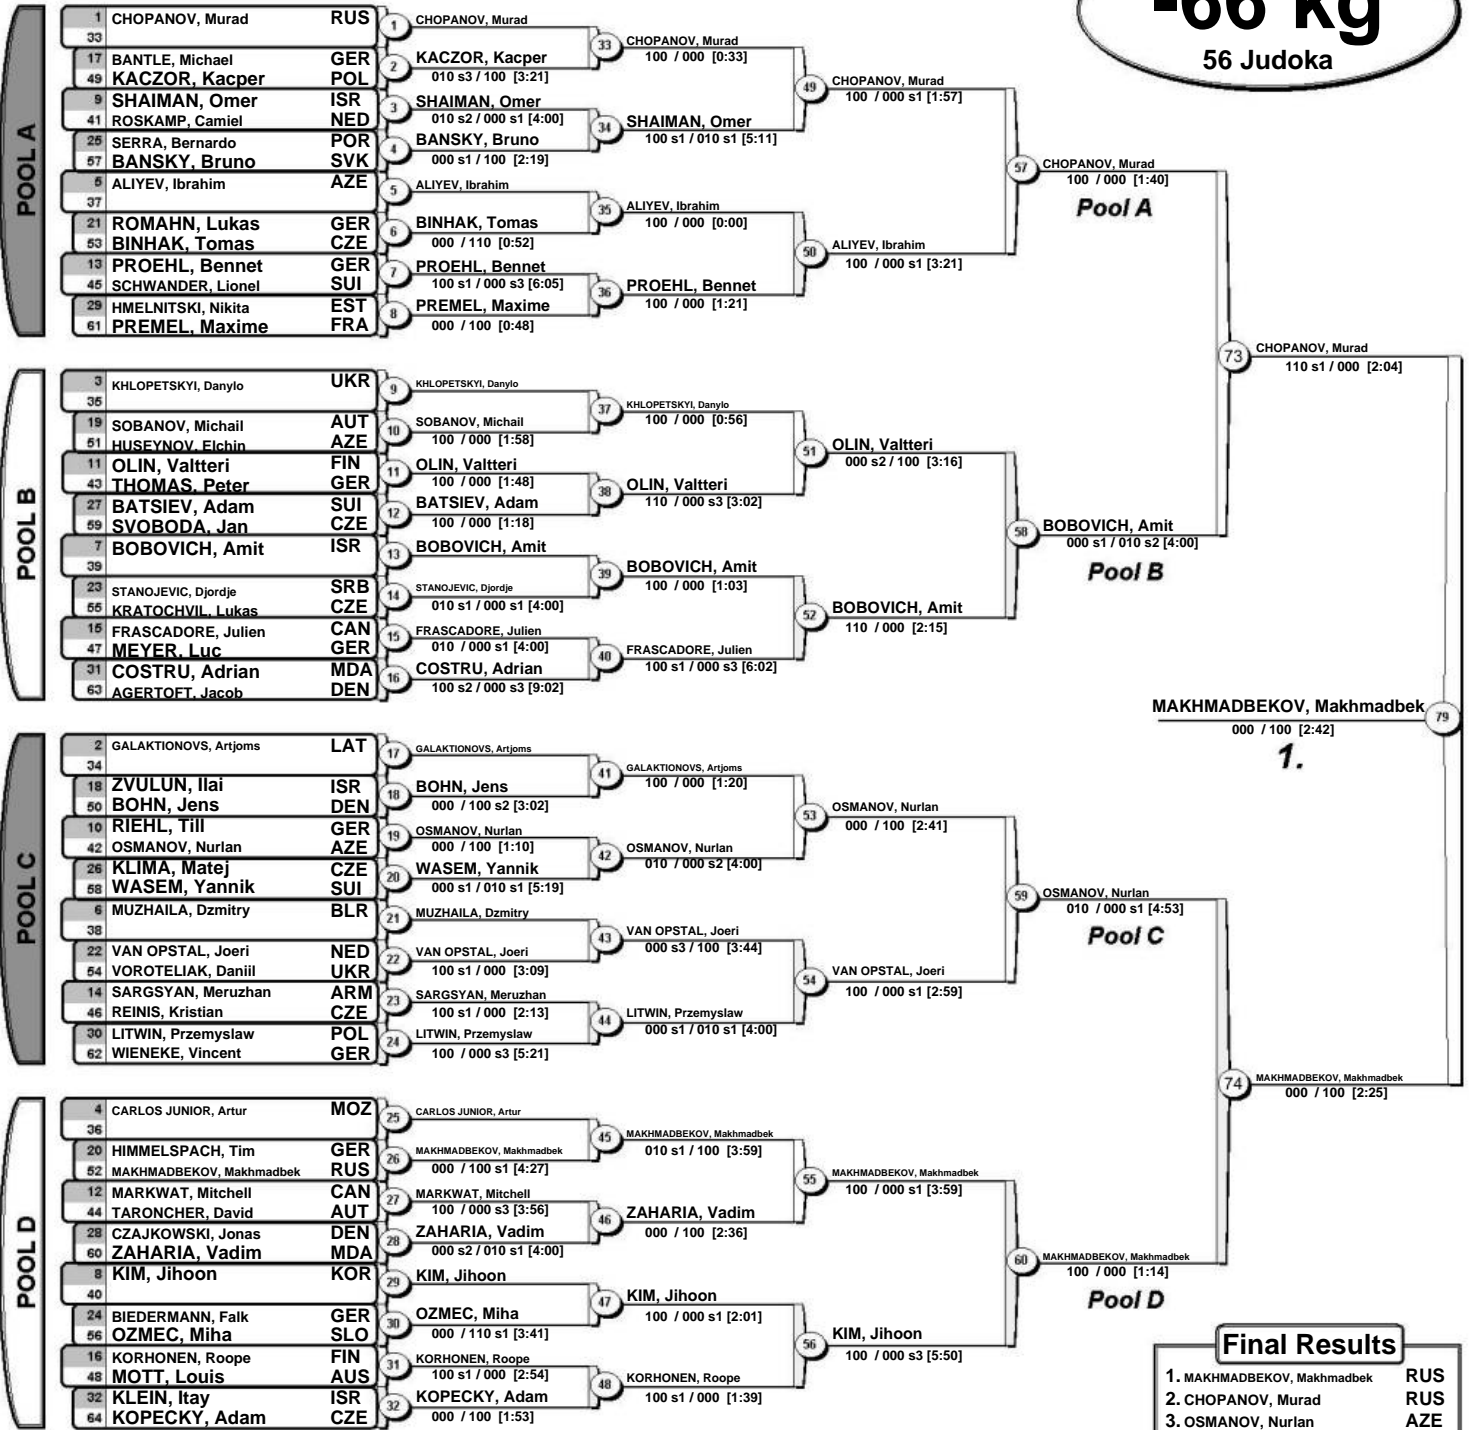 -66 kg
56 Judoka
POOL A
1 CHOPANOV, Murad RUS
33
17 BANTLE, Michael GER
49 KACZOR, Kacper POL
9 SHAIMAN, Omer ISR
41 ROSKAMP, Camiel NED
25 SERRA, Bernardo POR
57 BANSKY, Bruno SVK
5 ALIYEV, Ibrahim AZE
37
21 ROMAHN, Lukas GER
53 BINHAK, Tomas CZE
13 PROEHL, Bennet GER
45 SCHWANDER, Lionel SUI
29 HMELNITSKI, Nikita EST
61 PREMEL, Maxime FRA
1 CHOPANOV, Murad
2 KACZOR, Kacper
010 s3 / 100 [3:21]
3 SHAIMAN, Omer
010 s2 / 000 s1 [4:00]
4 BANSKY, Bruno
000 s1 / 100 [2:19]
5 ALIYEV, Ibrahim
6 BINHAK, Tomas
000 / 110 [0:52]
7 PROEHL, Bennet
100 s1 / 000 s3 [6:05]
8 PREMEL, Maxime
000 / 100 [0:48]
33 CHOPANOV, Murad
100 / 000 [0:33]
34 SHAIMAN, Omer
100 s1 / 010 s1 [5:11]
35 ALIYEV, Ibrahim
100 / 000 [0:00]
36 PROEHL, Bennet
100 / 000 [1:21]
49 CHOPANOV, Murad
100 / 000 s1 [1:57]
50 ALIYEV, Ibrahim
100 / 000 s1 [3:21]
57 CHOPANOV, Murad
100 / 000 [1:40]
Pool A
POOL B
3 KHLOPETSKYI, Danylo UKR
35
19 SOBANOV, Michail AUT
51 HUSEYNOV, Elchin AZE
11 OLIN, Valtteri FIN
43 THOMAS, Peter GER
27 BATSIEV, Adam SUI
59 SVOBODA, Jan CZE
7 BOBOVICH, Amit ISR
39
23 STANOJEVIC, Djordje SRB
55 KRATOCHVIL, Lukas CZE
15 FRASCADORE, Julien CAN
47 MEYER, Luc GER
31 COSTRU, Adrian MDA
63 AGERTOFT, Jacob DEN
9 KHLOPETSKYI, Danylo
10 SOBANOV, Michail
100 / 000 [1:58]
11 OLIN, Valtteri
100 / 000 [1:48]
12 BATSIEV, Adam
100 / 000 [1:18]
13 BOBOVICH, Amit
14 STANOJEVIC, Djordje
010 s1 / 000 s1 [4:00]
15 FRASCADORE, Julien
010 / 000 s1 [4:00]
16 COSTRU, Adrian
100 s2 / 000 s3 [9:02]
37 KHLOPETSKYI, Danylo
100 / 000 [0:56]
38 OLIN, Valtteri
110 / 000 s3 [3:02]
39 BOBOVICH, Amit
100 / 000 [1:03]
40 FRASCADORE, Julien
100 s1 / 000 s3 [6:02]
51 OLIN, Valtteri
000 s2 / 100 [3:16]
52 BOBOVICH, Amit
110 / 000 [2:15]
58 BOBOVICH, Amit
000 s1 / 010 s2 [4:00]
Pool B
73 CHOPANOV, Murad
110 s1 / 000 [2:04]
MAKHMADBEKOV, Makhmadbek 79
000 / 100 [2:42]
1.
POOL C
2 GALAKTIONOVS, Artjoms LAT
34
18 ZVULUN, Ilai ISR
50 BOHN, Jens DEN
10 RIEHL, Till GER
42 OSMANOV, Nurlan AZE
26 KLIMA, Matej CZE
58 WASEM, Yannik SUI
6 MUZHAILA, Dzmitry BLR
38
22 VAN OPSTAL, Joeri NED
54 VOROTELIAK, Daniil UKR
14 SARGSYAN, Meruzhan ARM
46 REINIS, Kristian CZE
30 LITWIN, Przemyslaw POL
62 WIENEKE, Vincent GER
17 GALAKTIONOVS, Artjoms
18 BOHN, Jens
000 / 100 s2 [3:02]
19 OSMANOV, Nurlan
000 / 100 [1:10]
20 WASEM, Yannik
000 s1 / 010 s1 [5:19]
21 MUZHAILA, Dzmitry
22 VAN OPSTAL, Joeri
100 s1 / 000 [3:09]
23 SARGSYAN, Meruzhan
100 s1 / 000 [2:13]
24 LITWIN, Przemyslaw
100 / 000 s3 [5:21]
41 GALAKTIONOVS, Artjoms
100 / 000 [1:20]
42 OSMANOV, Nurlan
010 / 000 s2 [4:00]
43 VAN OPSTAL, Joeri
000 s3 / 100 [3:44]
44 LITWIN, Przemyslaw
000 s1 / 010 s1 [4:00]
53 OSMANOV, Nurlan
000 / 100 [2:41]
54 VAN OPSTAL, Joeri
100 / 000 s1 [2:59]
59 OSMANOV, Nurlan
010 / 000 s1 [4:53]
Pool C
74 MAKHMADBEKOV, Makhmadbek
000 / 100 [2:25]
POOL D
4 CARLOS JUNIOR, Artur MOZ
36
20 HIMMELSPACH, Tim GER
52 MAKHMADBEKOV, Makhmadbek RUS
12 MARKWAT, Mitchell CAN
44 TARONCHER, David AUT
28 CZAJKOWSKI, Jonas DEN
60 ZAHARIA, Vadim MDA
8 KIM, Jihoon KOR
40
24 BIEDERMANN, Falk GER
56 OZMEC, Miha SLO
16 KORHONEN, Roope FIN
48 MOTT, Louis AUS
32 KLEIN, Itay ISR
64 KOPECKY, Adam CZE
25 CARLOS JUNIOR, Artur
26 MAKHMADBEKOV, Makhmadbek
000 / 100 s1 [4:27]
27 MARKWAT, Mitchell
100 / 000 s3 [3:56]
28 ZAHARIA, Vadim
000 s2 / 010 s1 [4:00]
29 KIM, Jihoon
30 OZMEC, Miha
000 / 110 s1 [3:41]
31 KORHONEN, Roope
100 s1 / 000 [2:54]
32 KOPECKY, Adam
000 / 100 [1:53]
45 MAKHMADBEKOV, Makhmadbek
010 s1 / 100 [3:59]
46 ZAHARIA, Vadim
000 / 100 [2:36]
47 KIM, Jihoon
100 / 000 s1 [2:01]
48 KORHONEN, Roope
100 s1 / 000 [1:39]
55 MAKHMADBEKOV, Makhmadbek
100 / 000 s1 [3:59]
56 KIM, Jihoon
100 / 000 s3 [5:50]
60 MAKHMADBEKOV, Makhmadbek
100 / 000 [1:14]
Pool D
Final Results
1. MAKHMADBEKOV, Makhmadbek RUS
2. CHOPANOV, Murad RUS
3. OSMANOV, Nurlan AZE